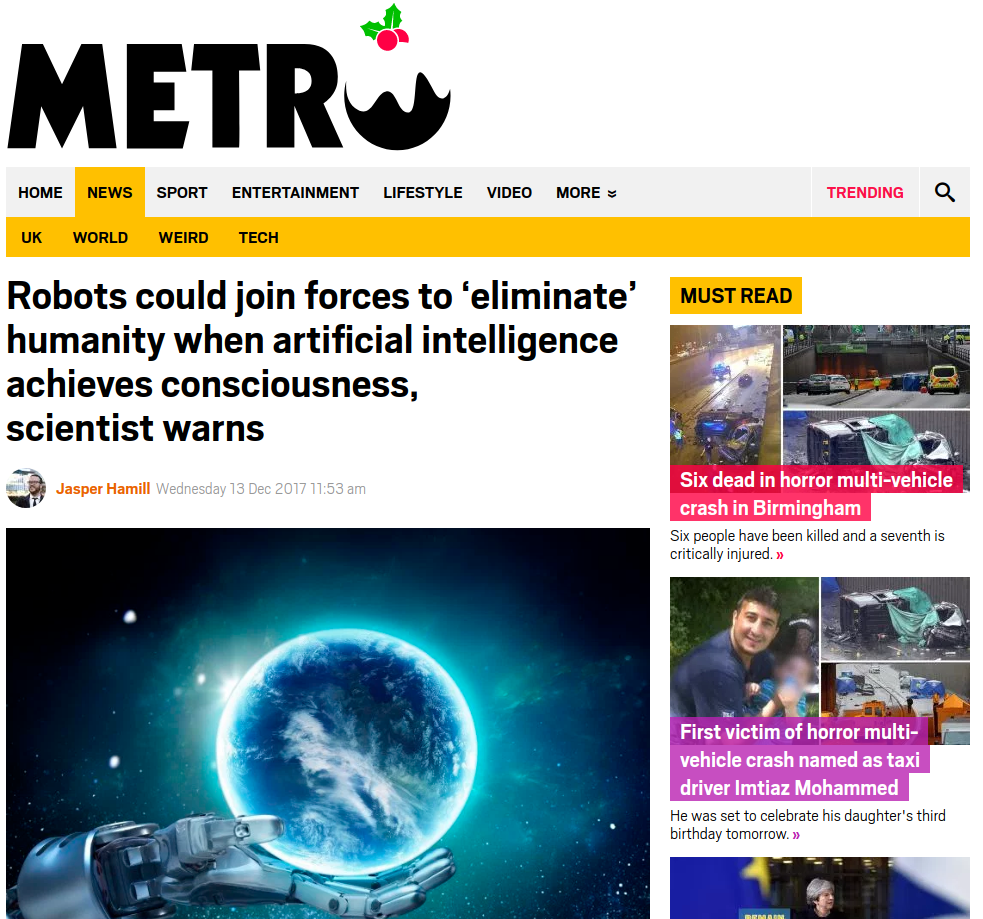 METRO
HOME NEWS SPORT ENTERTAINMENT LIFESTYLE VIDEO MORE TRENDING
UK WORLD WEIRD TECH
Robots could join forces to ‘eliminate’
humanity when artificial intelligence
achieves consciousness,
scientist warns
Jasper Hamill Wednesday 13 Dec 2017 11:53 am
MUST READ
Six dead in horror multi-vehicle
crash in Birmingham
Six people have been killed and a seventh is
critically injured. »
First victim of horror multi-
vehicle crash named as taxi
driver Imtiaz Mohammed
He was set to celebrate his daughter's third
birthday tomorrow. »
REMAIN